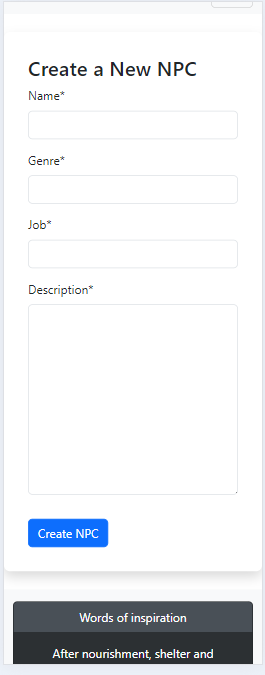 Create a New NPC
Name*
Genre*
Job*
Description*
Create NPC
Words of inspiration
After nourishment, shelter and